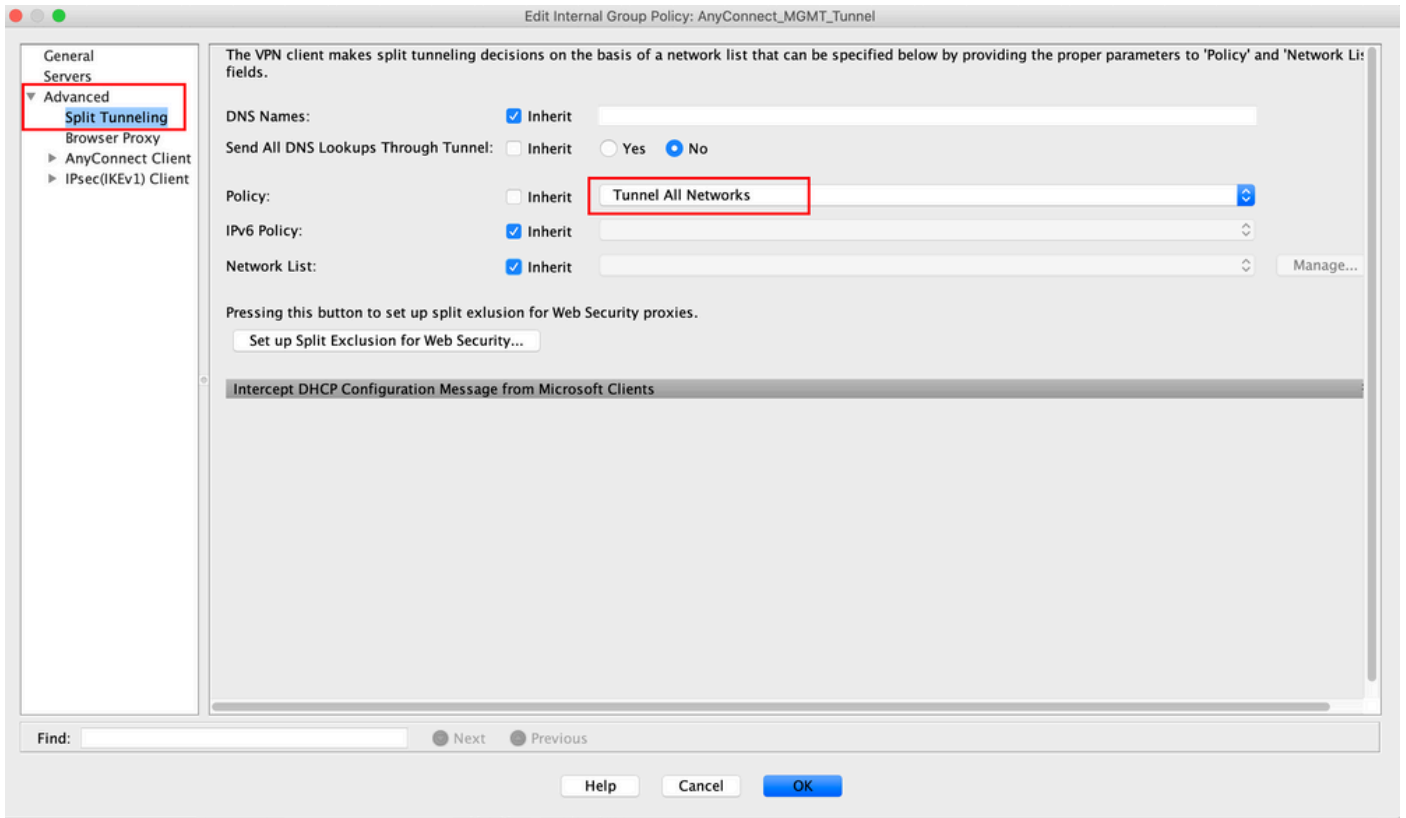 Edit Internal Group Policy: AnyConnect_MGMT_Tunnel
General
Servers
Advanced
Split Tunneling
Browser Proxy
AnyConnect Client
IPsec(IKEv1) Client
The VPN client makes split tunneling decisions on the basis of a network list that can be specified below by providing the proper parameters to 'Policy' and 'Network Lis
fields.
DNS Names: Inherit
Send All DNS Lookups Through Tunnel: Inherit Yes No
Policy: Inherit Tunnel All Networks
IPv6 Policy: Inherit
Network List: Inherit Manage...
Pressing this button to set up split exlusion for Web Security proxies.
Set up Split Exclusion for Web Security...
Intercept DHCP Configuration Message from Microsoft Clients
Find: Next Previous
Help Cancel OK